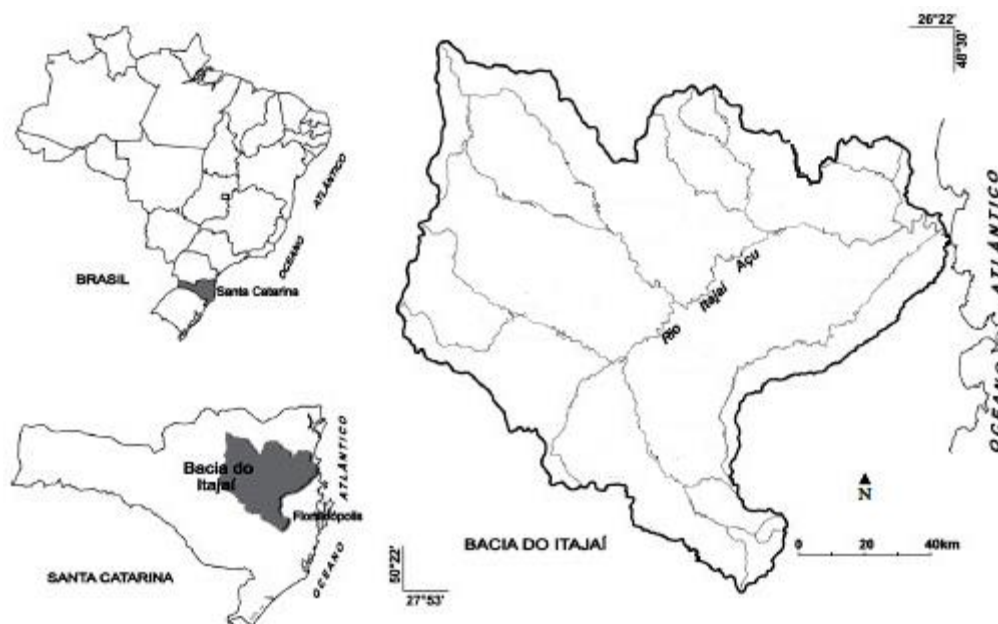 BRASIL
Santa Catarina
OCEANO
ATLÂNTICO
Bacia do
Itajaí
Florianópolis
SANTA CATARINA
OCEANO
ATLÂNTICO
26°22'
48°30'
Rio Itajaí Açu
OCEANO ATLÂNTICO
N
0 20 40km
BACIA DO ITAJAÍ
50°22'
27°53'